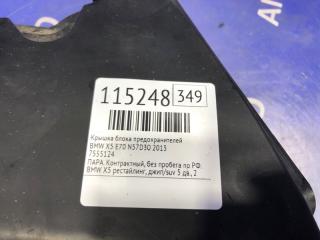 115248 349
Крышка блока предохранителей
BMW X5 E70 N57D30 2013
7555124
ПАРА. Контрактный, без пробега по РФ.
BMW X5 рестайлинг, джип/suv 5 дв., 2